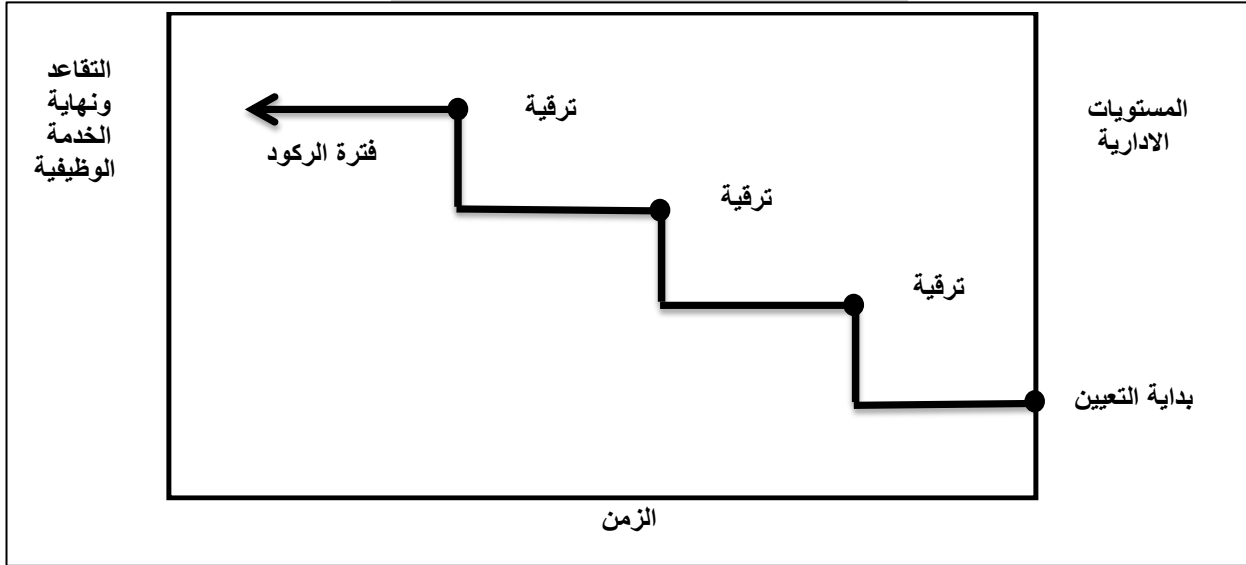 المستويات
الادارية
بداية التعيين
ترقية
ترقية
ترقية
فترة الركود
التقاعد
ونهاية
الخدمة
الوظيفية
الزمن